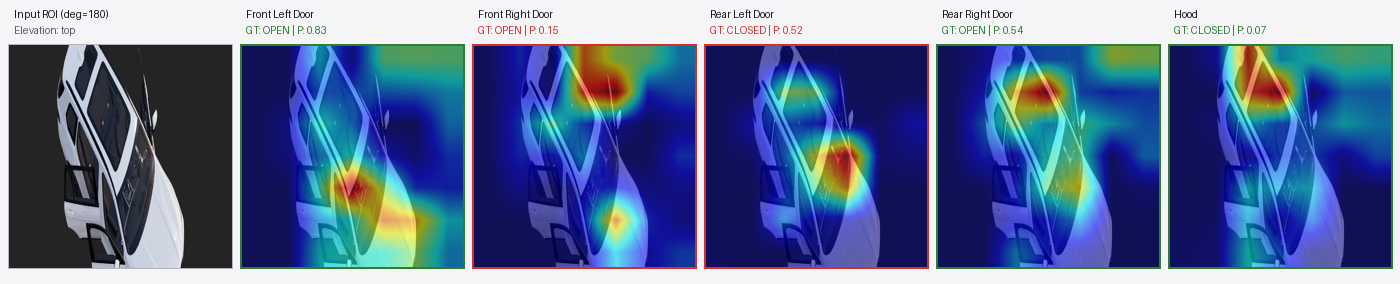 Input ROI (deg=180)
Elevation: top
Front Left Door
GT: OPEN | P: 0.83
Front Right Door
GT: OPEN | P: 0.15
Rear Left Door
GT: CLOSED | P: 0.52
Rear Right Door
GT: OPEN | P: 0.54
Hood
GT: CLOSED | P: 0.07